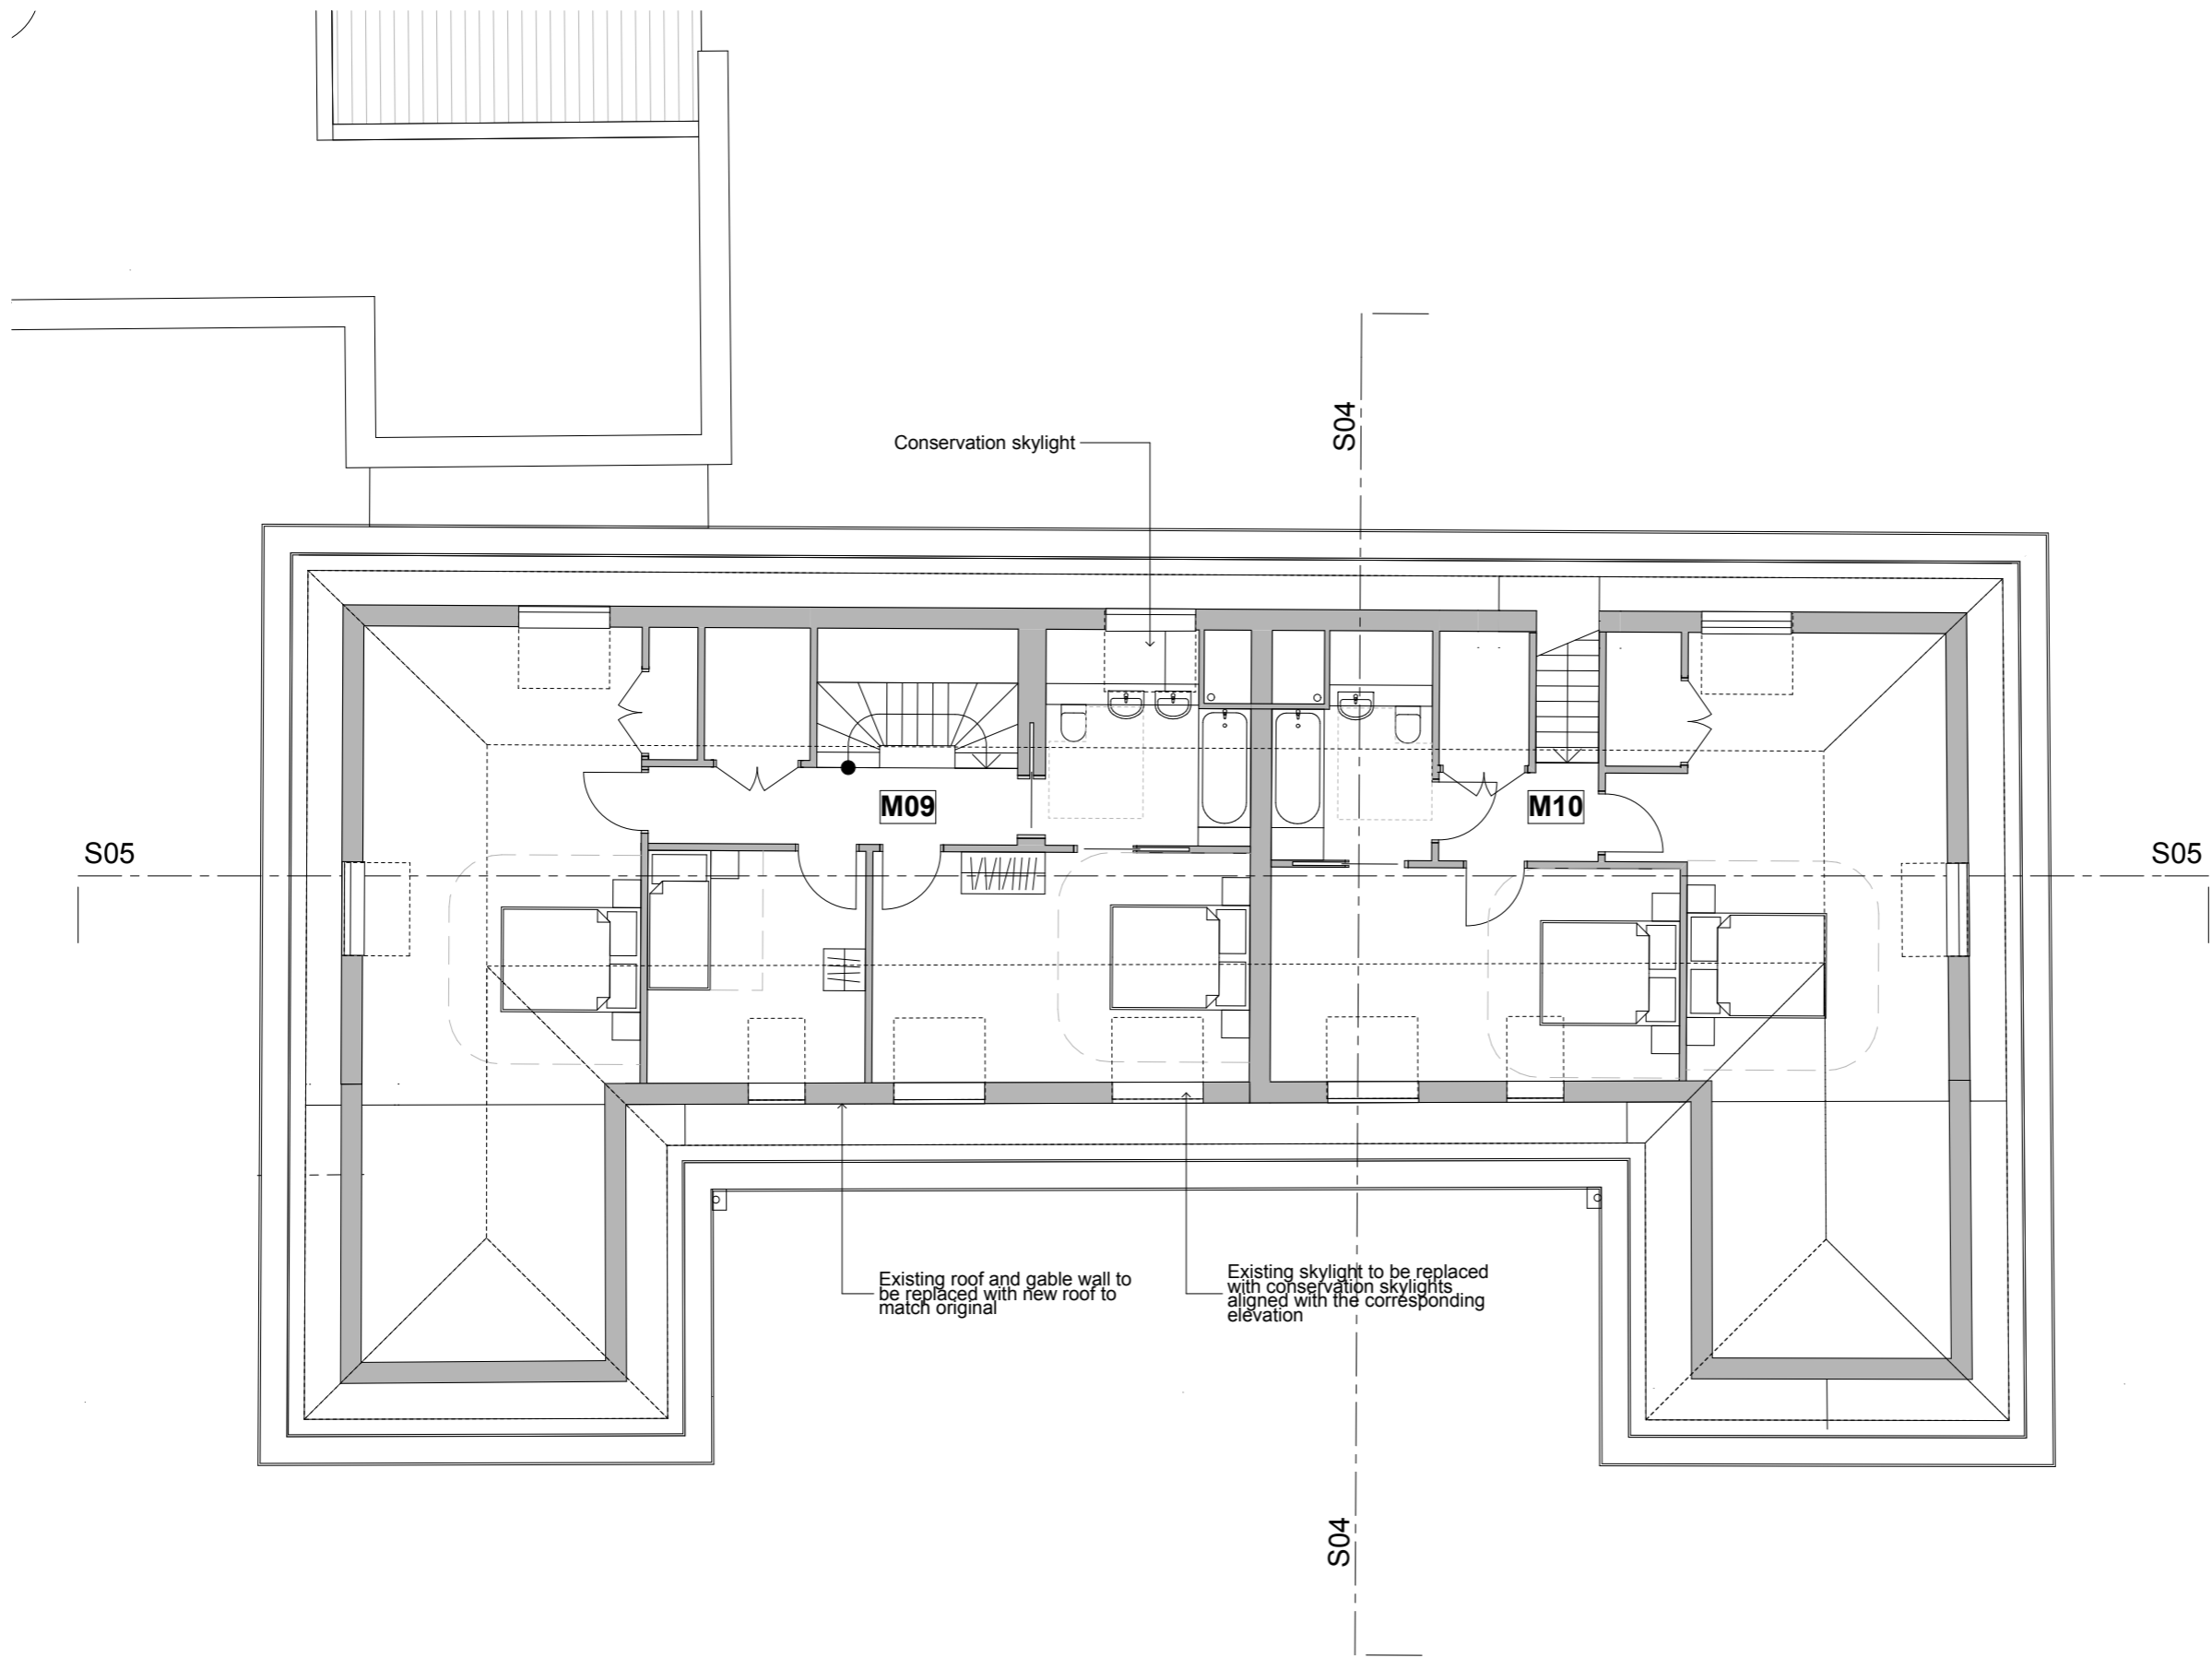 S04
Conservation skylight
M09
M10
S05
S05
Existing roof and gable wall to
be replaced with new roof to
match original
Existing skylight to be replaced
with conservation skylights
aligned with the corresponding
elevation
S04